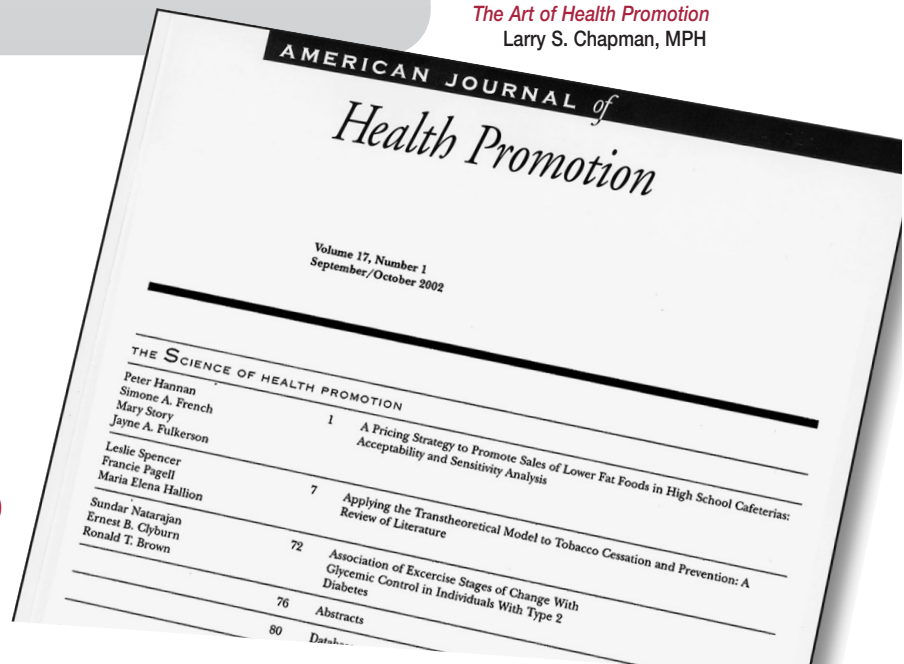 The Art of Health Promotion
Larry S. Chapman, MPH
AMERICAN JOURNAL of
Health Promotion
Volume 17, Number 1
September/October 2002
THE SCIENCE OF HEALTH PROMOTION
Peter Hannan
Simone A. French
Mary Story
Jayne A. Fulkerson
1
A Pricing Strategy to Promote Sales of Lower Fat Foods in High School Cafeterias:
Acceptability and Sensitivity Analysis
Leslie Spencer
Francie Pagell
Maria Elena Hallion
7
Applying the Transtheoretical Model to Tobacco Cessation and Prevention: A
Review of Literature
Sundar Natarajan
Ernest B. Clyburn
Ronald T. Brown
72
Association of Excercise Stages of Change With
Glycemic Control in Individuals With Type 2
Diabetes
76 Abstracts
80